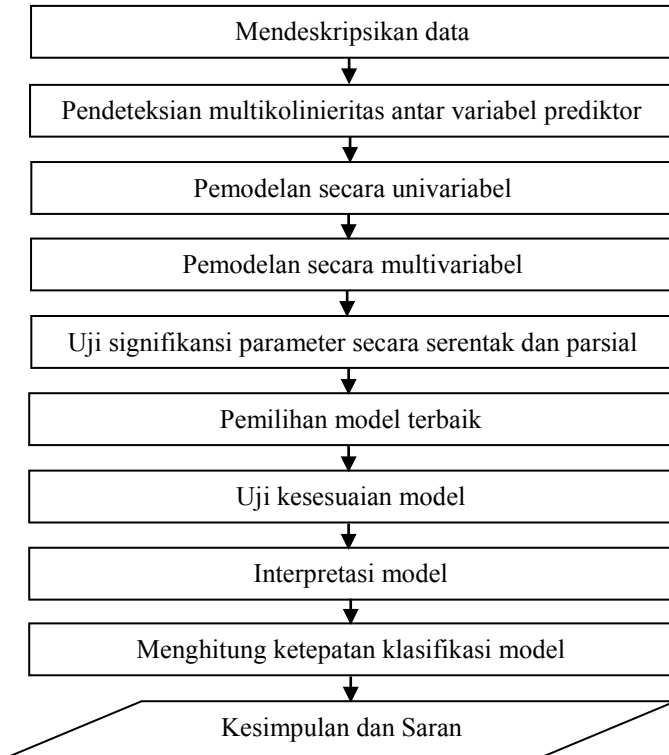 Mendeskripsikan data
Pendeteksian multikolinieritas antar variabel prediktor
Pemodelan secara univariabel
Pemodelan secara multivariabel
Uji signifikansi parameter secara serentak dan parsial
Pemilihan model terbaik
Uji kesesuaian model
Interpretasi model
Menghitung ketepatan klasifikasi model
Kesimpulan dan Saran